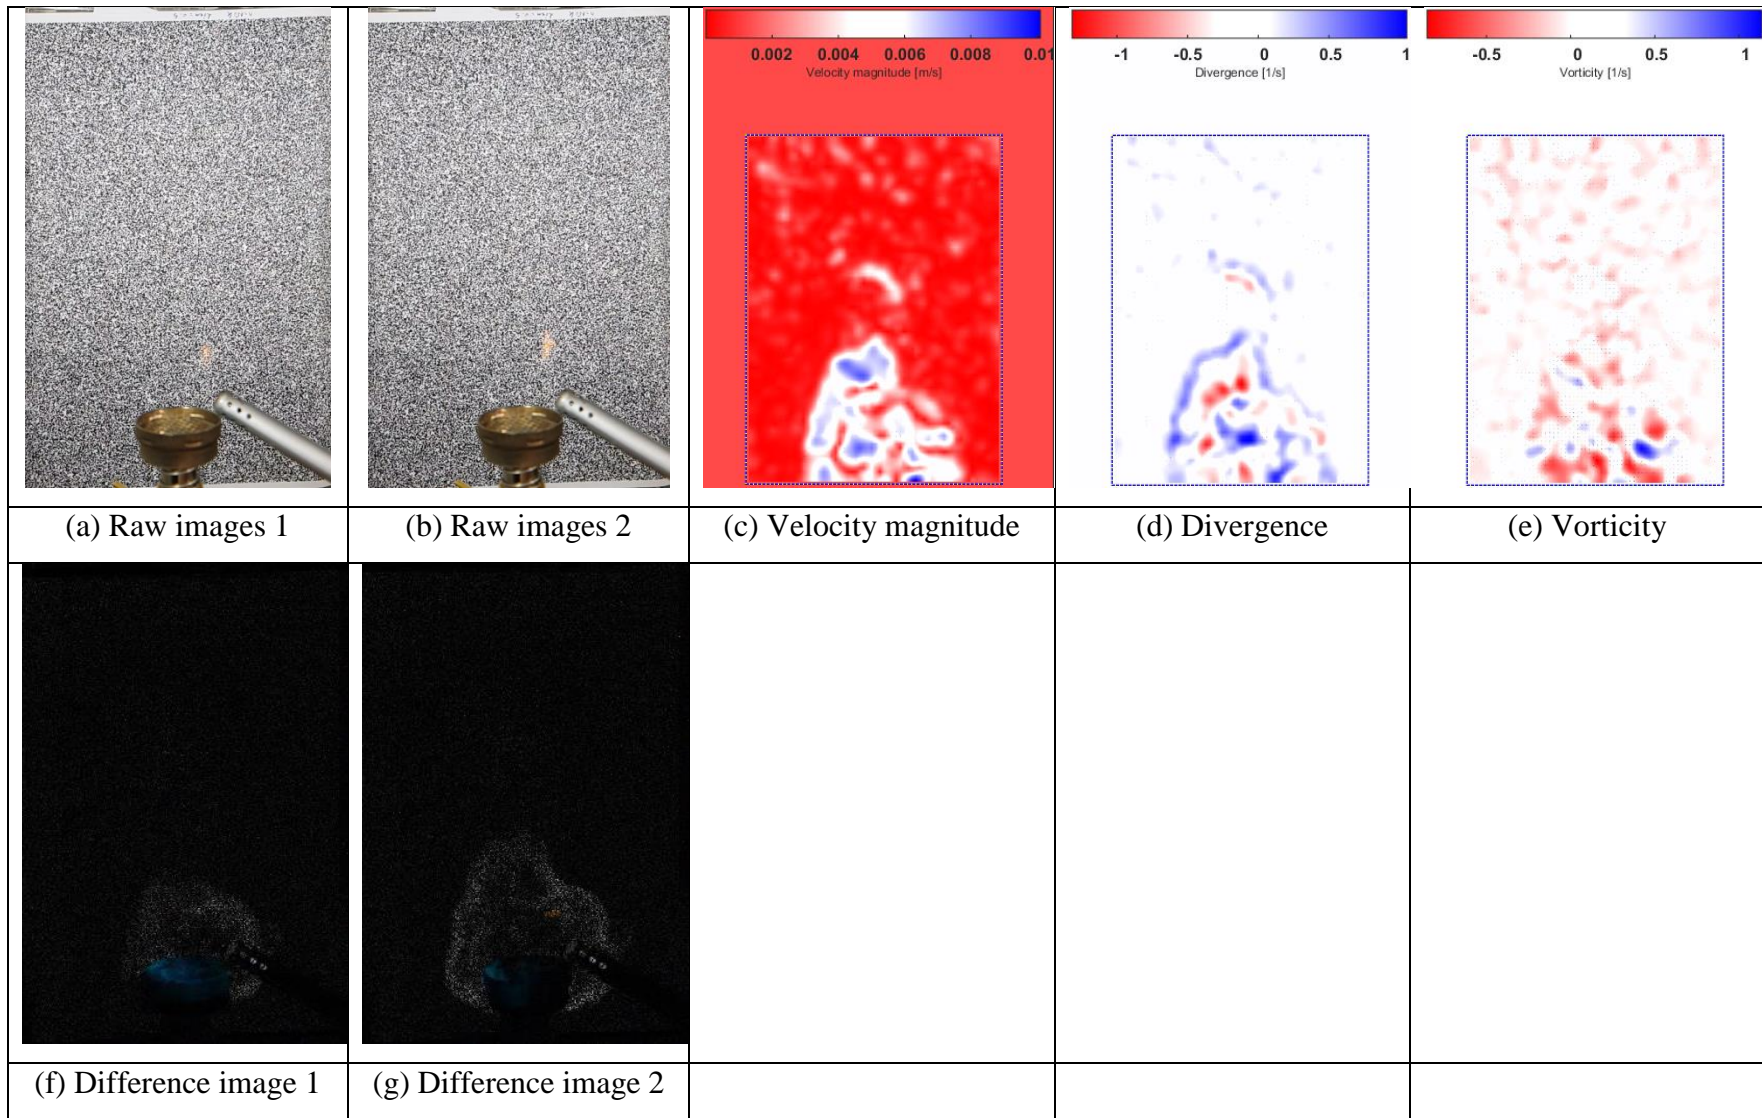 0.002 0.004 0.006 0.008 0.01
Velocity magnitude [m/s]
-1 -0.5 0 0.5 1
Divergence [1/s]
-0.5 0 0.5 1
Vorticity [1/s]
(a) Raw images 1
(b) Raw images 2
(c) Velocity magnitude
(d) Divergence
(e) Vorticity
(f) Difference image 1
(g) Difference image 2